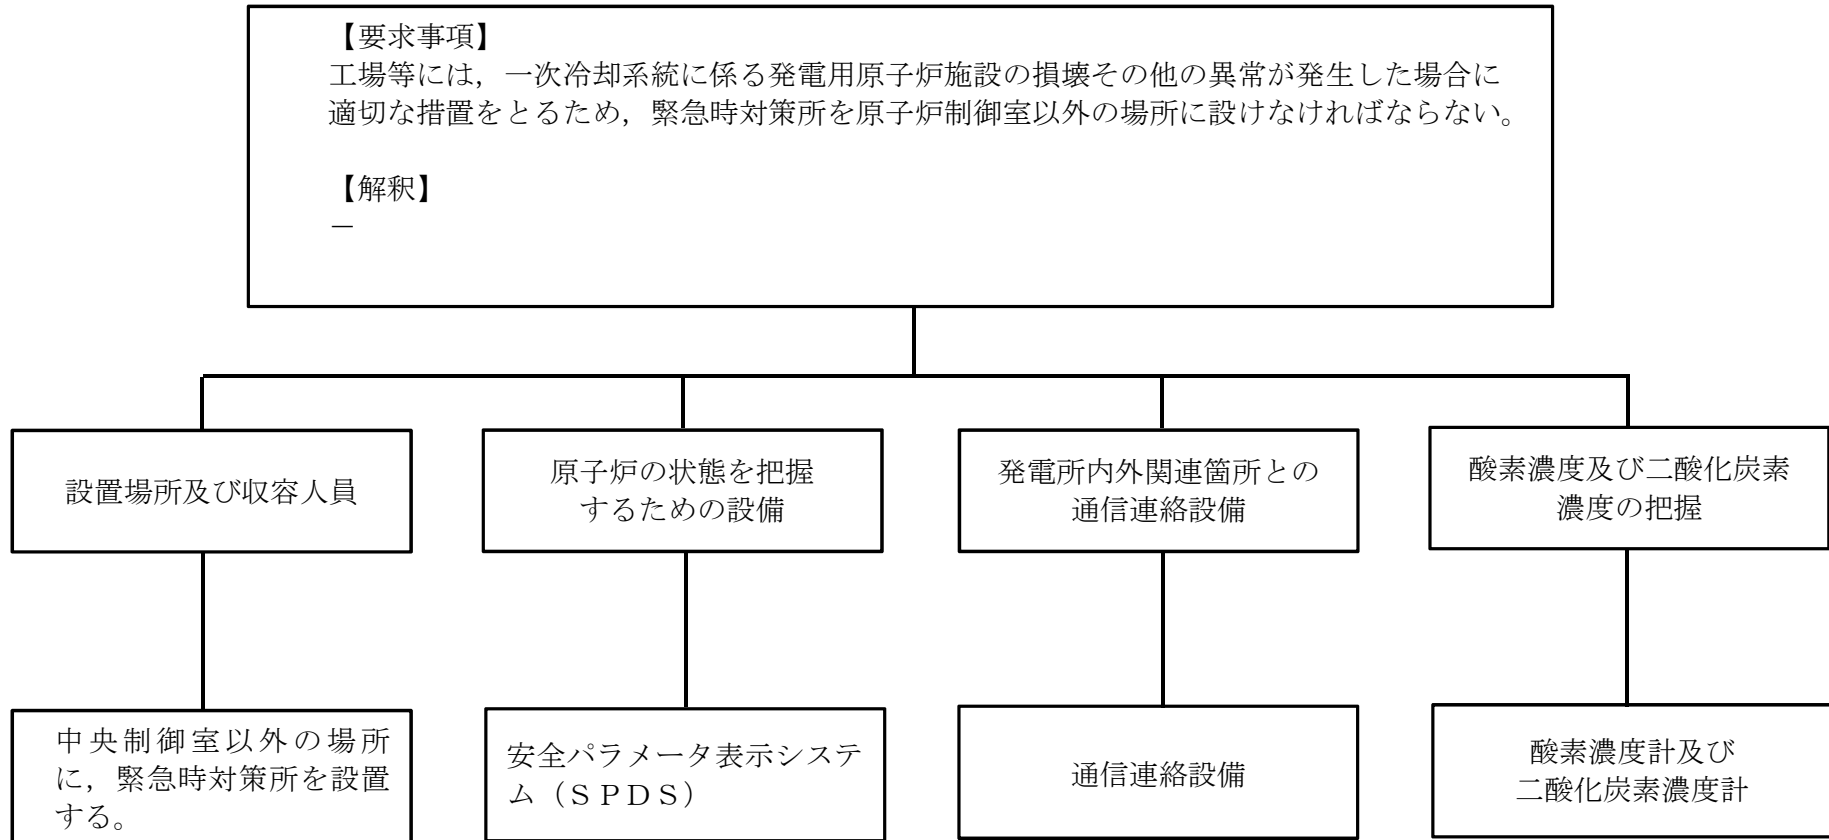 【要求事項】
工場等には，一次冷却系統に係る発電用原子炉施設の損壊その他の異常が発生した場合に
適切な措置をとるため，緊急時対策所を原子炉制御室以外の場所に設けなければならない。
【解釈】
－
設置場所及び収容人員
原子炉の状態を把握
するための設備
発電所内外関連箇所との
通信連絡設備
酸素濃度及び二酸化炭素
濃度の把握
中央制御室以外の場所
に，緊急時対策所を設置
する。
安全パラメータ表示システ
ム（ＳＰＤＳ）
通信連絡設備
酸素濃度計及び
二酸化炭素濃度計